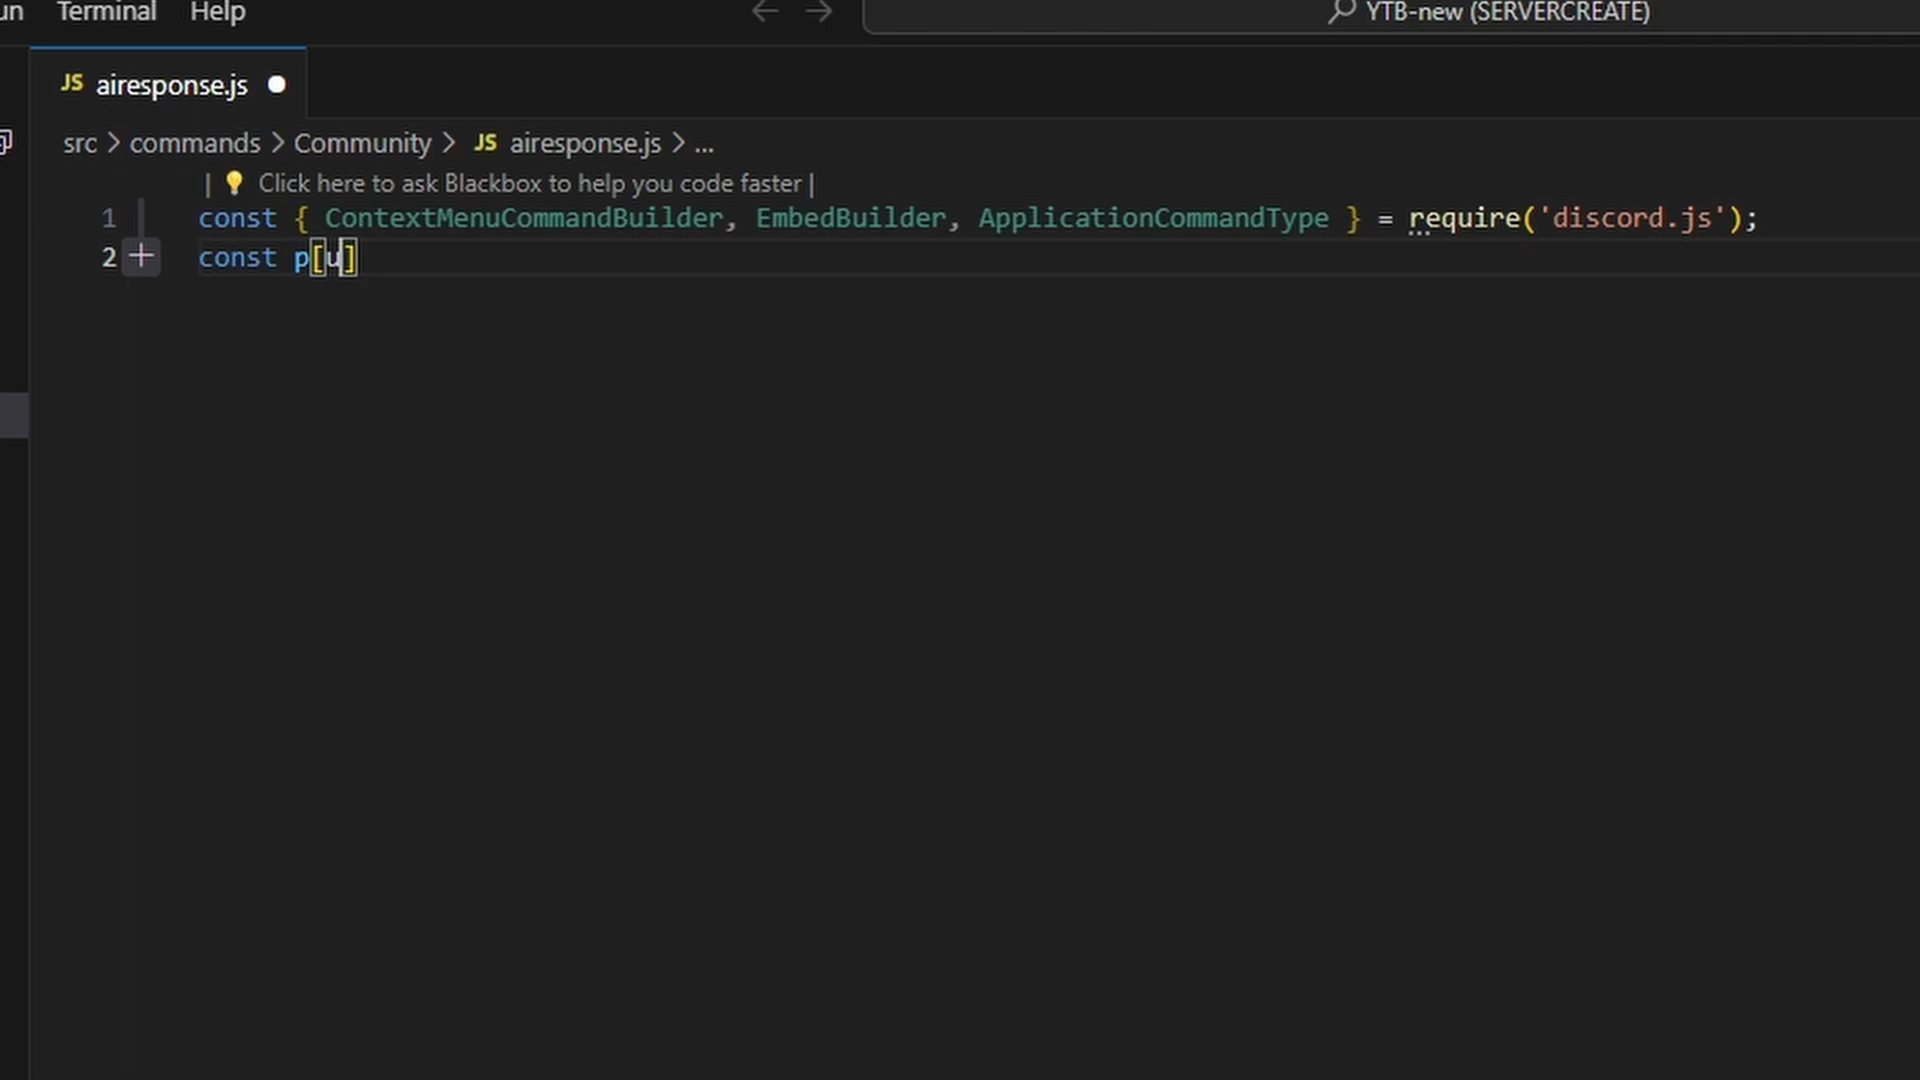 Terminal Help YTB-new (SERVERCREATE)
JS airesponse.js
src > commands > Community > JS airesponse.js > ...
| 💡 Click here to ask Blackbox to help you code faster |
1 const { ContextMenuCommandBuilder, EmbedBuilder, ApplicationCommandType } = require('discord.js');
2 const p[u]